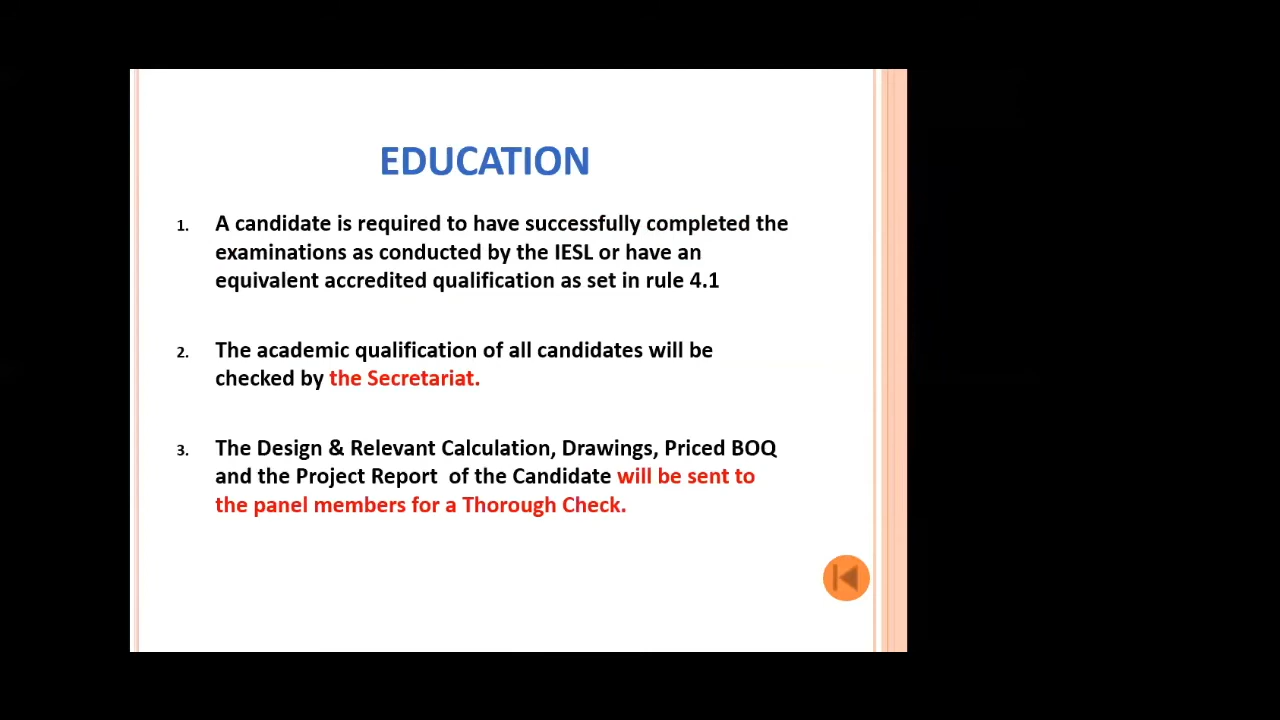 EDUCATION
1. A candidate is required to have successfully completed the
examinations as conducted by the IESL or have an
equivalent accredited qualification as set in rule 4.1
2. The academic qualification of all candidates will be
checked by the Secretariat.
3. The Design & Relevant Calculation, Drawings, Priced BOQ
and the Project Report of the Candidate will be sent to
the panel members for a Thorough Check.